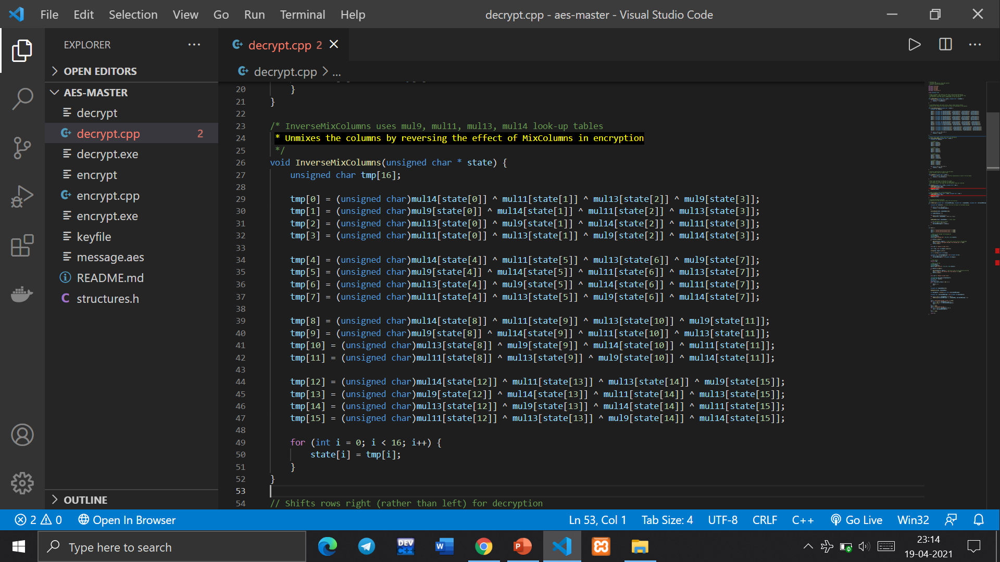 File Edit Selection View Go Run Terminal Help
decrypt.cpp - aes-master - Visual Studio Code
EXPLORER
OPEN EDITORS
AES-MASTER
decrypt
decrypt.cpp 2
decrypt.exe
encrypt
encrypt.cpp
encrypt.exe
keyfile
message.aes
README.md
structures.h
OUTLINE
decrypt.cpp 2
decrypt.cpp > ...
20 }
21 }
22
23 /* InverseMixColumns uses mul9, mul11, mul13, mul14 look-up tables
24 * Unmixes the columns by reversing the effect of MixColumns in encryption
25 */
26 void InverseMixColumns(unsigned char * state) {
27 unsigned char tmp[16];
28
29 tmp[0] = (unsigned char)mul14[state[0]] ^ mul11[state[1]] ^ mul13[state[2]] ^ mul9[state[3]];
30 tmp[1] = (unsigned char)mul9[state[0]] ^ mul14[state[1]] ^ mul11[state[2]] ^ mul13[state[3]];
31 tmp[2] = (unsigned char)mul13[state[0]] ^ mul9[state[1]] ^ mul14[state[2]] ^ mul11[state[3]];
32 tmp[3] = (unsigned char)mul11[state[0]] ^ mul13[state[1]] ^ mul9[state[2]] ^ mul14[state[3]];
33
34 tmp[4] = (unsigned char)mul14[state[4]] ^ mul11[state[5]] ^ mul13[state[6]] ^ mul9[state[7]];
35 tmp[5] = (unsigned char)mul9[state[4]] ^ mul14[state[5]] ^ mul11[state[6]] ^ mul13[state[7]];
36 tmp[6] = (unsigned char)mul13[state[4]] ^ mul9[state[5]] ^ mul14[state[6]] ^ mul11[state[7]];
37 tmp[7] = (unsigned char)mul11[state[4]] ^ mul13[state[5]] ^ mul9[state[6]] ^ mul14[state[7]];
38
39 tmp[8] = (unsigned char)mul14[state[8]] ^ mul11[state[9]] ^ mul13[state[10]] ^ mul9[state[11]];
40 tmp[9] = (unsigned char)mul9[state[8]] ^ mul14[state[9]] ^ mul11[state[10]] ^ mul13[state[11]];
41 tmp[10] = (unsigned char)mul13[state[8]] ^ mul9[state[9]] ^ mul14[state[10]] ^ mul11[state[11]];
42 tmp[11] = (unsigned char)mul11[state[8]] ^ mul13[state[9]] ^ mul9[state[10]] ^ mul14[state[11]];
43
44 tmp[12] = (unsigned char)mul14[state[12]] ^ mul11[state[13]] ^ mul13[state[14]] ^ mul9[state[15]];
45 tmp[13] = (unsigned char)mul9[state[12]] ^ mul14[state[13]] ^ mul11[state[14]] ^ mul13[state[15]];
46 tmp[14] = (unsigned char)mul13[state[12]] ^ mul9[state[13]] ^ mul14[state[14]] ^ mul11[state[15]];
47 tmp[15] = (unsigned char)mul11[state[12]] ^ mul13[state[13]] ^ mul9[state[14]] ^ mul14[state[15]];
48
49 for (int i = 0; i < 16; i++) {
50 state[i] = tmp[i];
51 }
52 }
53
54 // Shifts rows right (rather than left) for decryption
2 0 Open In Browser
Ln 53, Col 1 Tab Size: 4 UTF-8 CRLF C++ Go Live Win32
Type here to search
DEV C++
W
P
23:14
19-04-2021